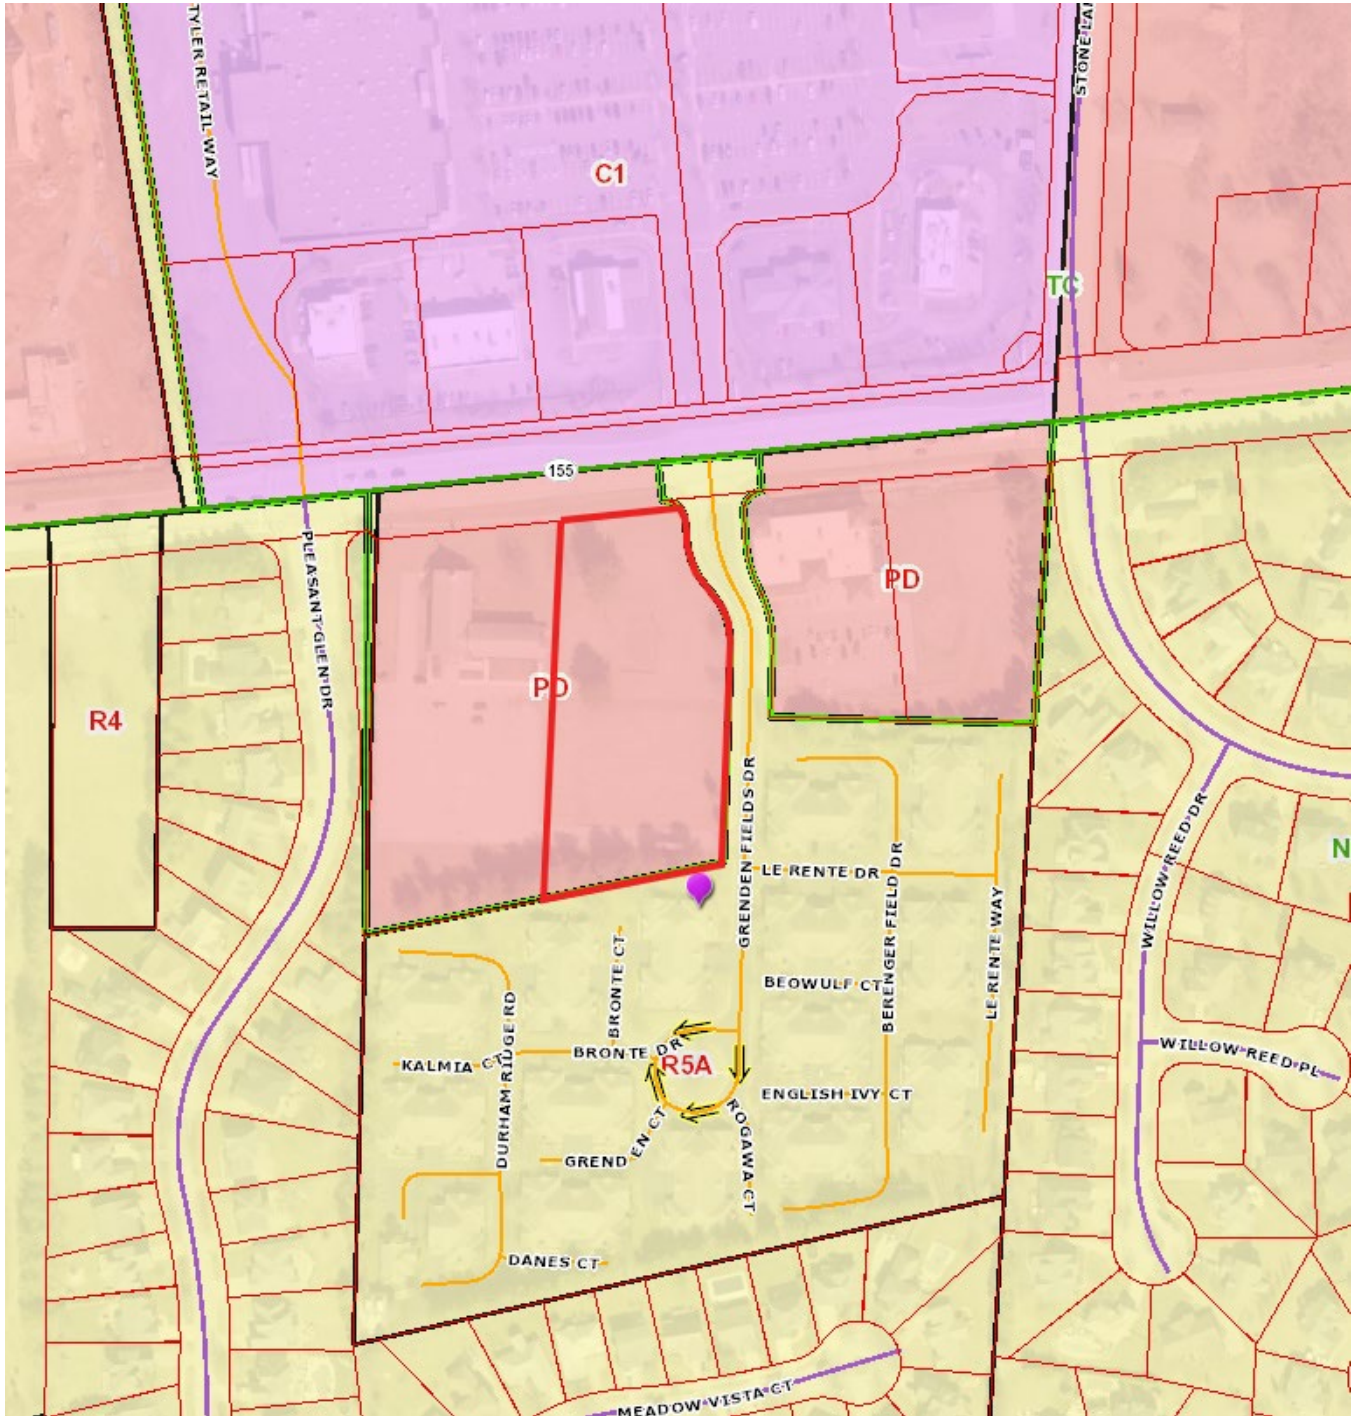 TYLER RETAIL WAY
STONE LA
C1
TC
155
PLEASANT GLEN DR
PD
PD
R4
GRENDEN FIELDS DR
LE RENTE DR
BERENGER FIELD DR
LE RENTE WAY
WILLOW REED DR
N
BRONTE CT
BEOWULF CT
DURHAM RIDGE RD
KALMIA CT
BRONTE DR
R5A
WILLOW REED PL
ENGLISH IVY CT
GRENDEN CT
ROGAWA CT
DANES CT
MEADOW VISTA CT